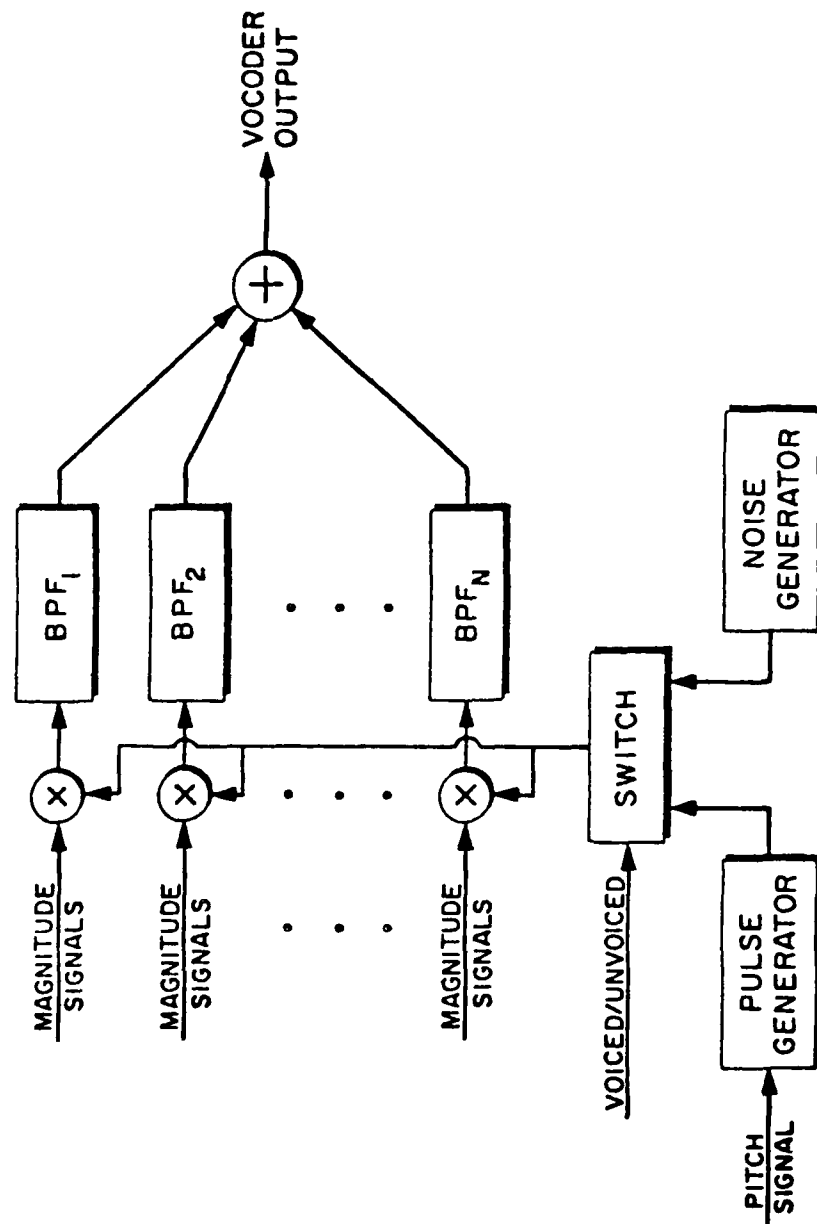 MAGNITUDE
SIGNALS
×
BPF1
MAGNITUDE
SIGNALS
×
BPF2
+
VOCODER
OUTPUT
MAGNITUDE
SIGNALS
×
BPFN
VOICED/UNVOICED
SWITCH
PITCH
SIGNAL
PULSE
GENERATOR
NOISE
GENERATOR